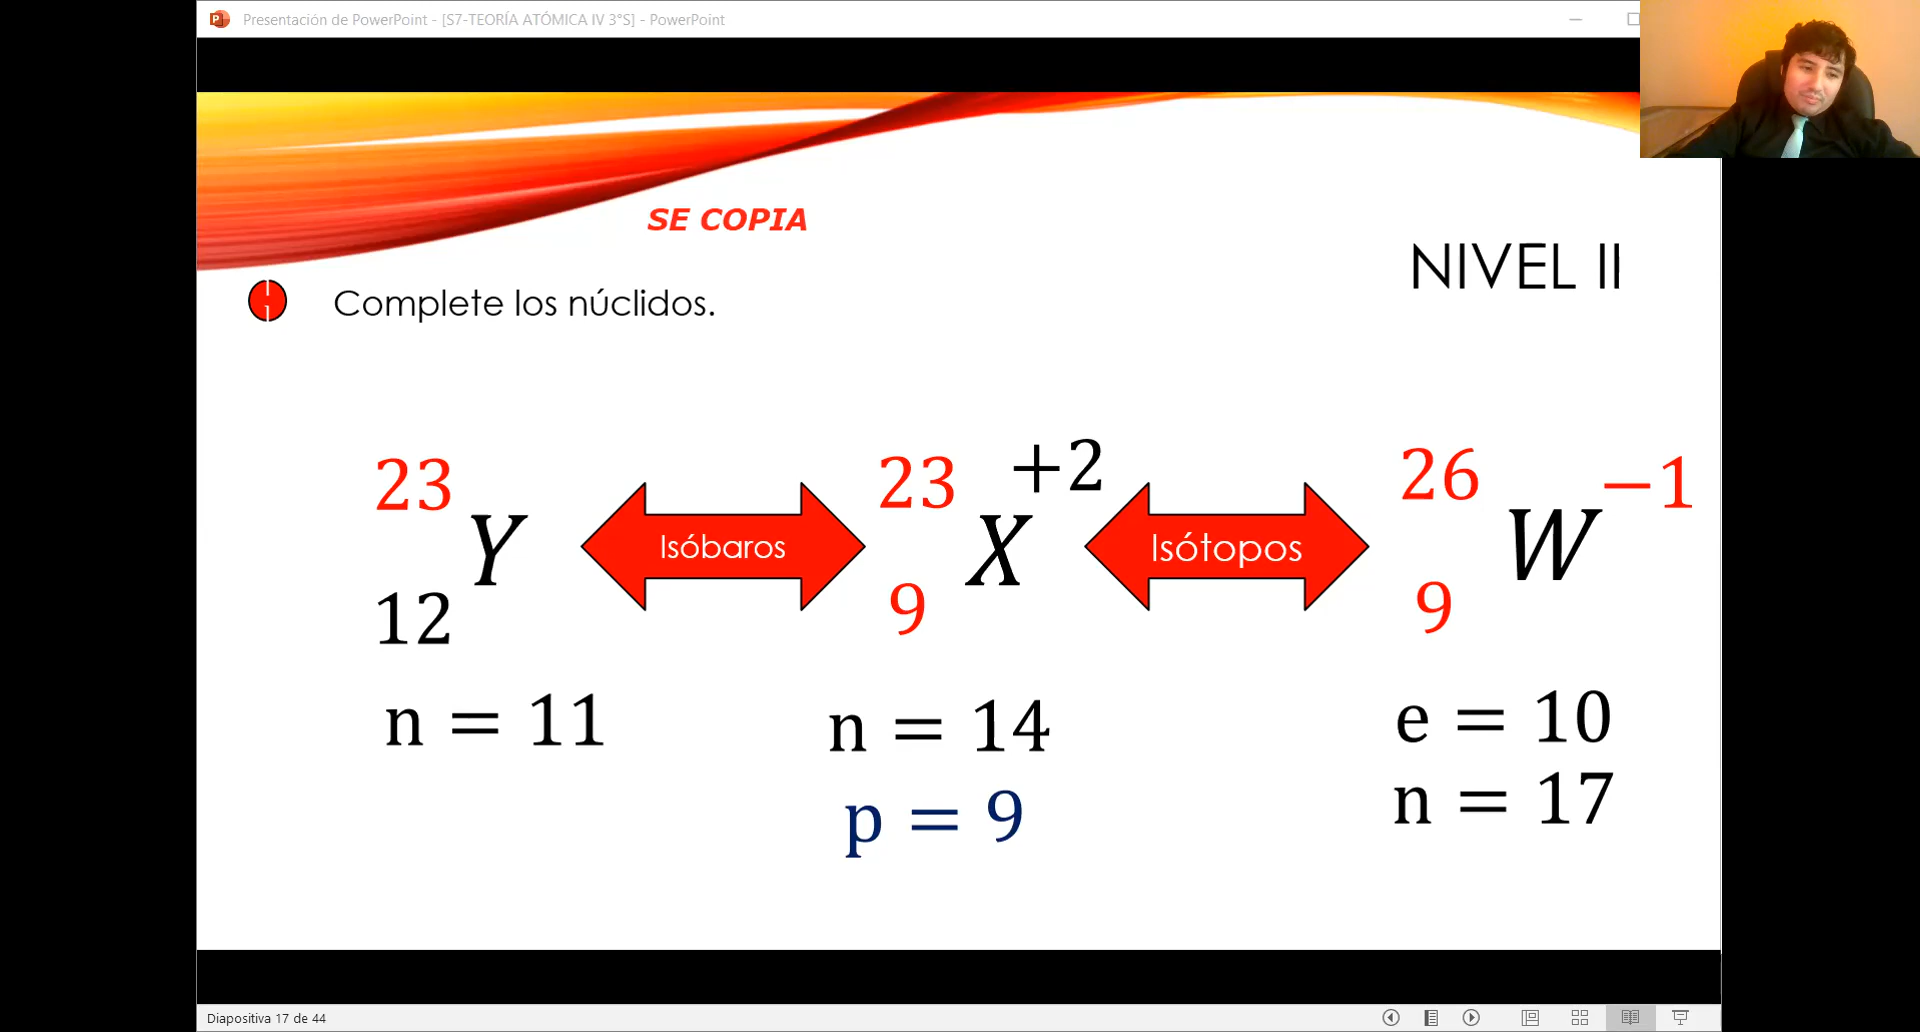 Presentación de PowerPoint - [S7-TEORÍA ATÓMICA IV 3°S] - PowerPoint
SE COPIA
NIVEL II
Complete los núclidos.
23
12
Y
n = 11
Isóbaros
23
9
X
+2
n = 14
p = 9
Isótopos
26
9
W
−1
e = 10
n = 17
Diapositiva 17 de 44